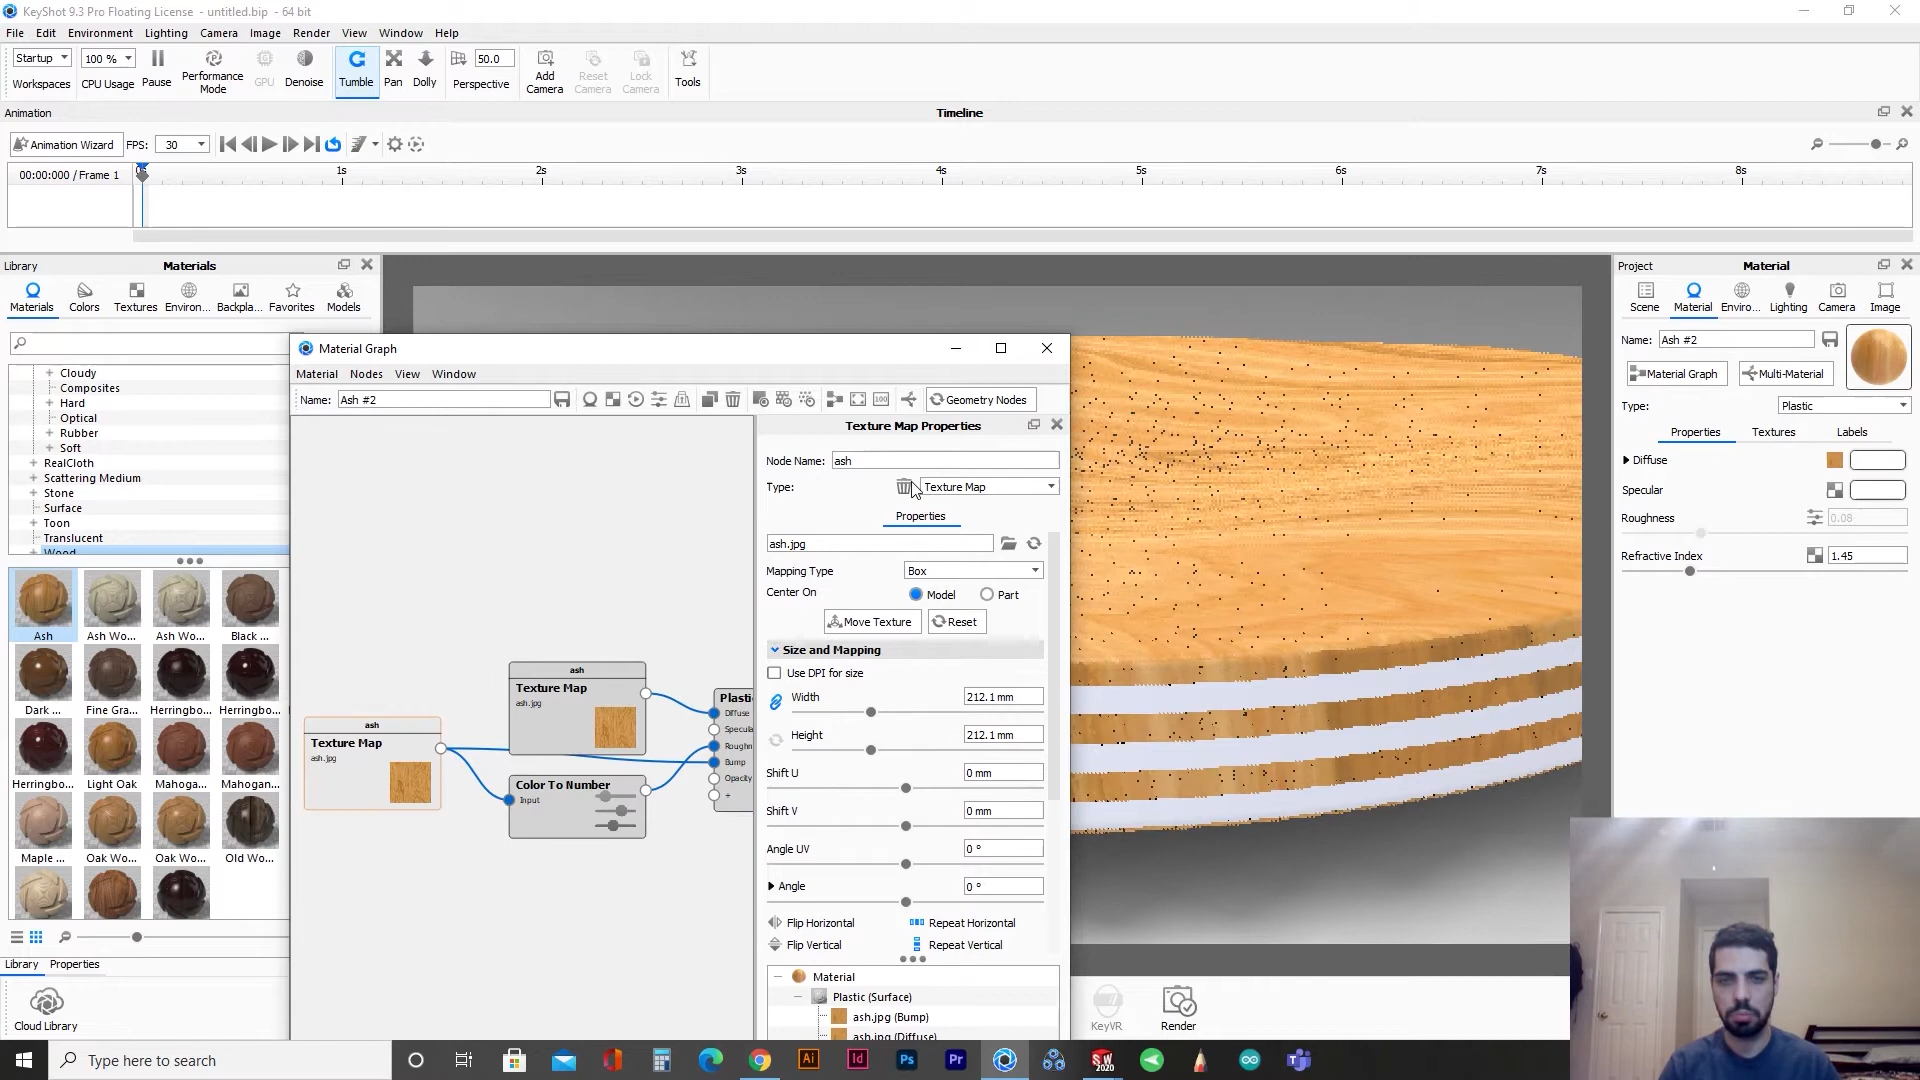 KeyShot 9.3 Pro Floating License - untitled.bip - 64 bit
File Edit Environment Lighting Camera Image Render View Window Help
Startup 100 % 50.0
Workspaces CPU Usage Pause Performance Mode GPU Denoise Tumble Pan Dolly Perspective Add Camera Reset Camera Lock Camera Tools
Animation Timeline
Animation Wizard FPS: 30
00:00:000 / Frame 1 1s 2s 3s 4s 5s 6s 7s 8s
Library Materials
Materials Colors Textures Environ... Backpla... Favorites Models
Cloudy
Composites
Hard
Optical
Rubber
Soft
RealCloth
Scattering Medium
Stone
Surface
Toon
Translucent
Wood
Ash Ash Wo... Ash Wo... Black ...
Dark ... Fine Gra... Herringbo... Herringbo...
Herringbo... Light Oak Mahoga... Mahogan...
Maple ... Oak Wo... Oak Wo... Old Wo...
Library Properties
Cloud Library
Material Graph
Material Nodes View Window
Name: Ash #2 100 Geometry Nodes
ash
Texture Map
ash.jpg
ash
Texture Map
ash.jpg
Color To Number
Input
Plastic
Diffuse
Specula
Roughn
Bump
Opacity
+
Texture Map Properties
Node Name: ash
Type: Texture Map
Properties
ash.jpg
Mapping Type Box
Center On Model Part
Move Texture Reset
Size and Mapping
Use DPI for size
Width 212.1 mm
Height 212.1 mm
Shift U 0 mm
Shift V 0 mm
Angle UV 0 °
Angle 0 °
Flip Horizontal Repeat Horizontal
Flip Vertical Repeat Vertical
Material
Plastic (Surface)
ash.jpg (Bump)
ash.jpg (Diffuse)
KeyVR Render
Project Material
Scene Material Enviro... Lighting Camera Image
Name: Ash #2
Material Graph Multi-Material
Type: Plastic
Properties Textures Labels
Diffuse
Specular
Roughness 0.08
Refractive Index 1.45
Type here to search
Ai Id Ps Pr SW 2020